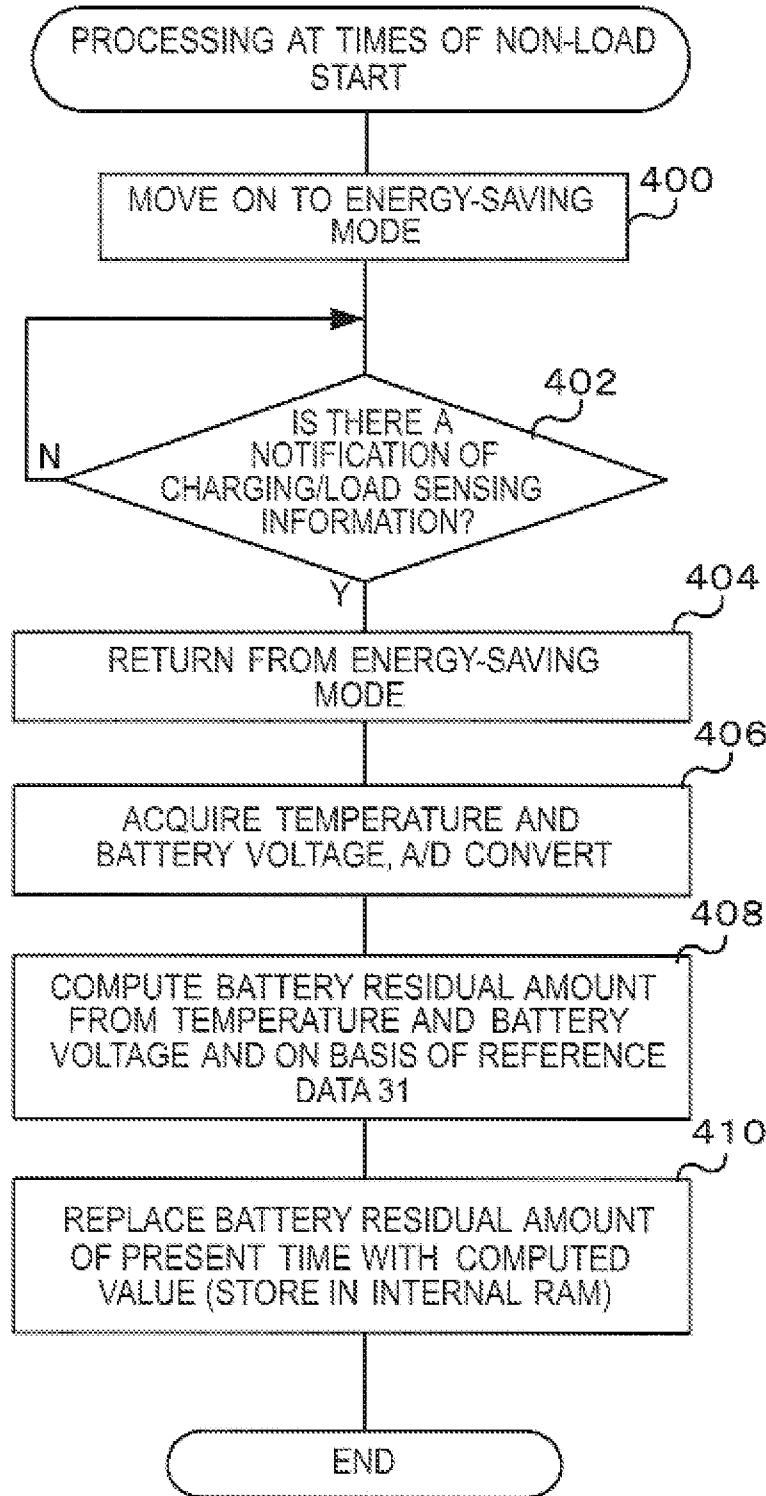 PROCESSING AT TIMES OF NON-LOAD
START
400
MOVE ON TO ENERGY-SAVING
MODE
402
IS THERE A
NOTIFICATION OF
CHARGING/LOAD SENSING
INFORMATION?
N
Y
404
RETURN FROM ENERGY-SAVING
MODE
406
ACQUIRE TEMPERATURE AND
BATTERY VOLTAGE, A/D CONVERT
408
COMPUTE BATTERY RESIDUAL AMOUNT
FROM TEMPERATURE AND BATTERY
VOLTAGE AND ON BASIS OF REFERENCE
DATA 31
410
REPLACE BATTERY RESIDUAL AMOUNT
OF PRESENT TIME WITH COMPUTED
VALUE (STORE IN INTERNAL RAM)
END